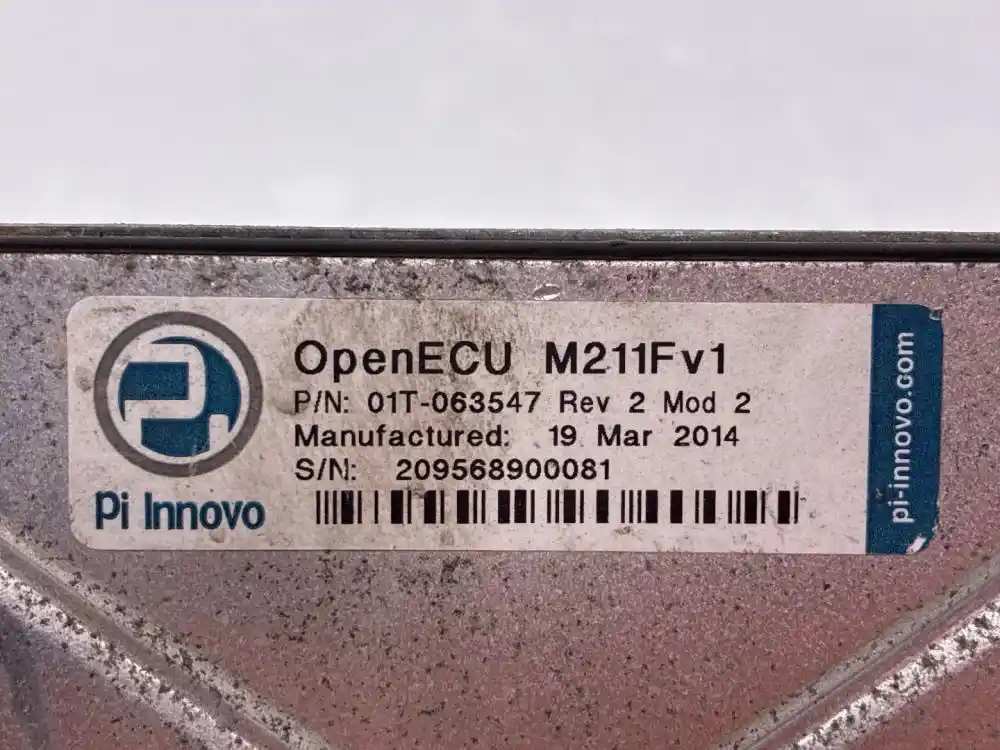 OpenECU M211Fv1
P/N: 01T-063547 Rev 2 Mod 2
Manufactured: 19 Mar 2014
S/N: 209568900081
Pi Innovo
pi-innovo.com